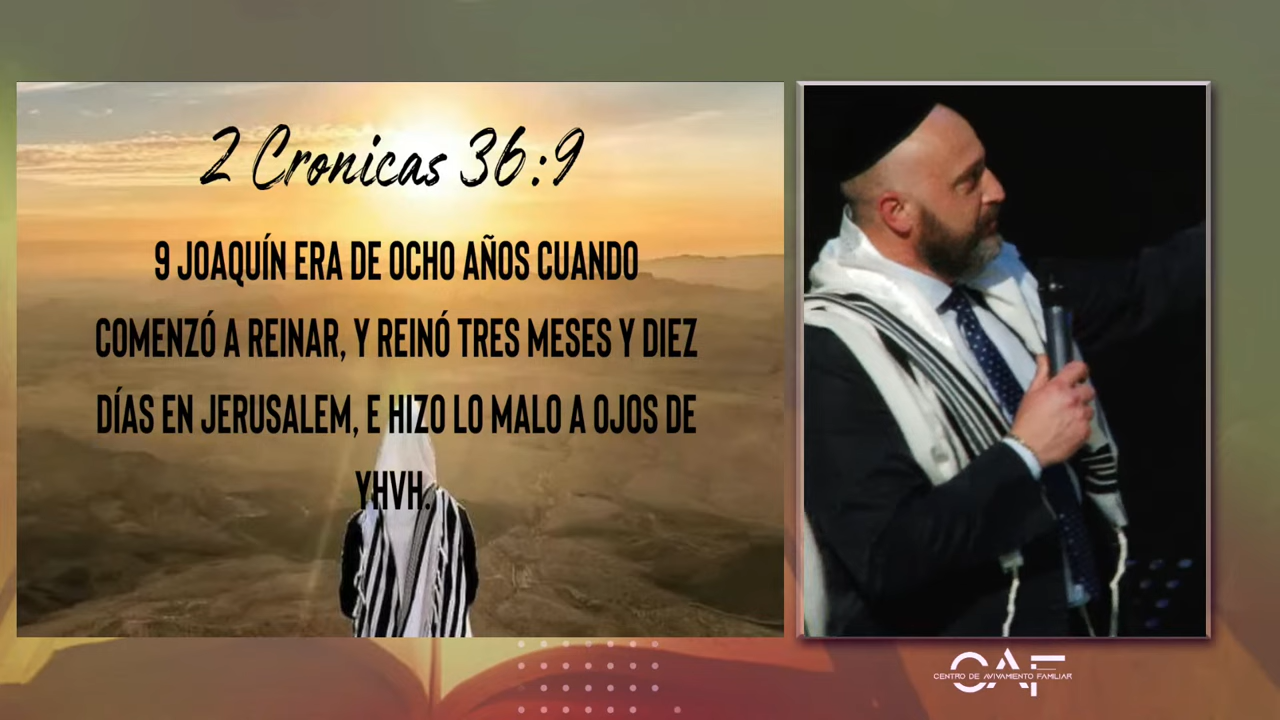 2 Cronicas 36:9
9 JOAQUÍN ERA DE OCHO AÑOS CUANDO
COMENZÓ A REINAR, Y REINÓ TRES MESES Y DIEZ
DÍAS EN JERUSALEM, E HIZO LO MALO A OJOS DE
YHVH.
CAF
CENTRO DE AVIVAMIENTO FAMILIAR